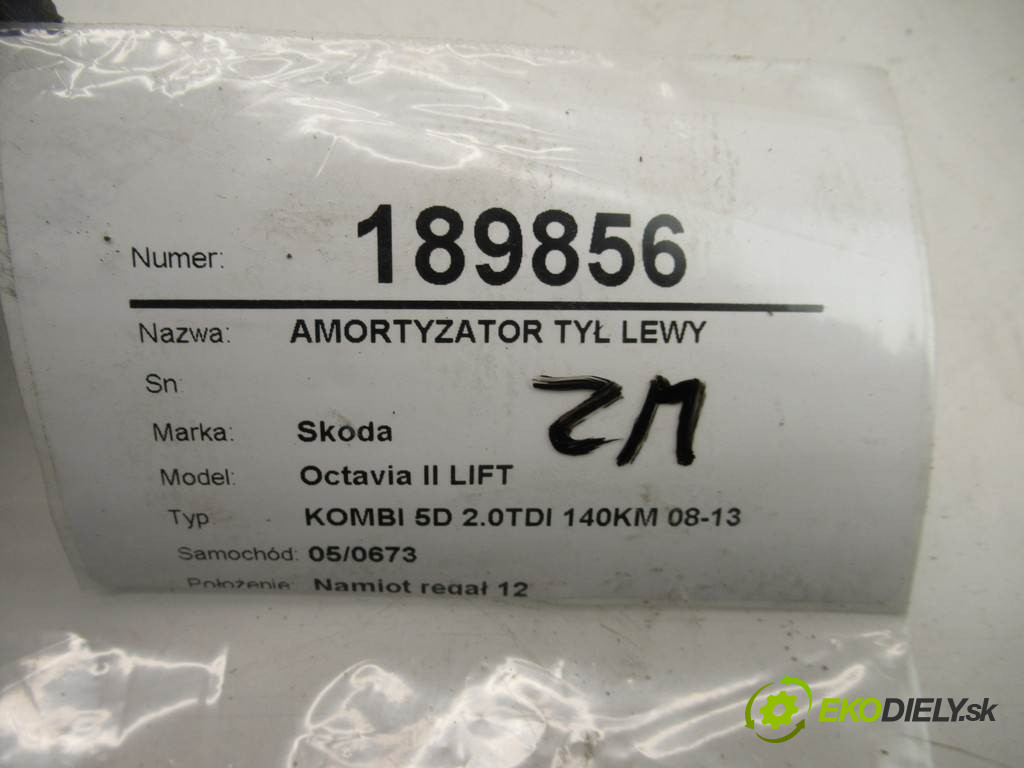 Numer: 189856
Nazwa: AMORTYZATOR TYŁ LEWY
Sn
Marka: Skoda
Model: Octavia II LIFT
Typ KOMBI 5D 2.0TDI 140KM 08-13
Samochód: 05/0673
Położenie: Namiot regał 12
EKODIELY.sk